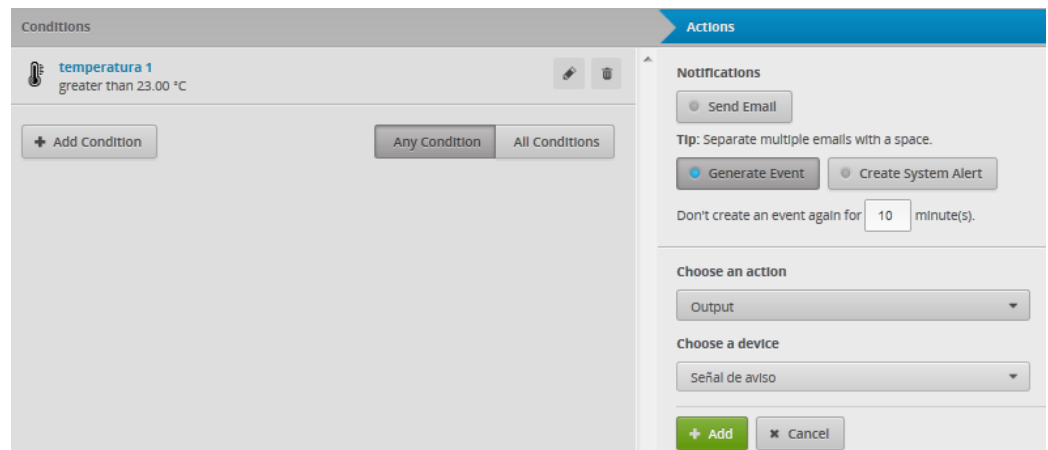 Conditions
temperatura 1
greater than 23.00 °C
+ Add Condition
Any Condition
All Conditions
Actions
Notifications
Send Email
Tip: Separate multiple emails with a space.
Generate Event
Create System Alert
Don't create an event again for 10 minute(s).
Choose an action
Output
Choose a device
Señal de aviso
+ Add
✖ Cancel